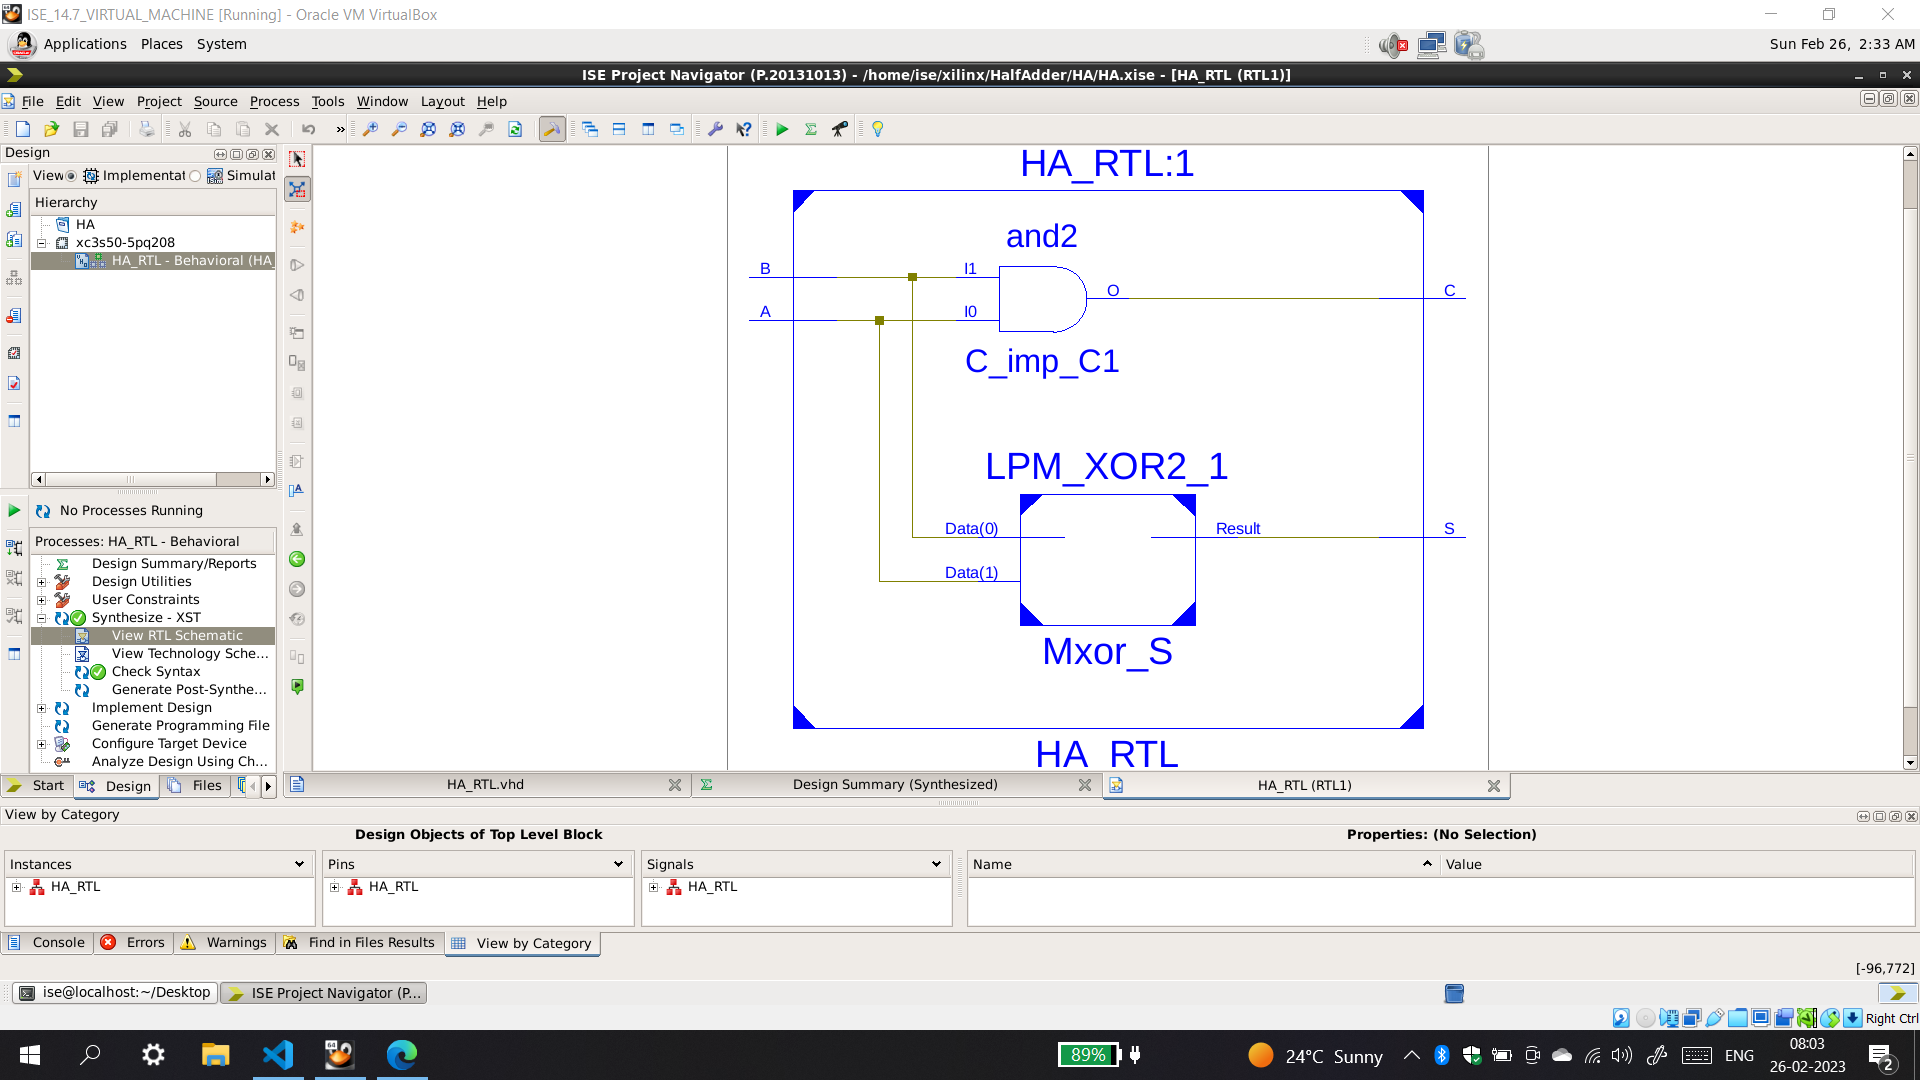 ISE_14.7_VIRTUAL_MACHINE [Running] - Oracle VM VirtualBox
Applications Places System
Sun Feb 26, 2:33 AM
ISE Project Navigator (P.20131013) - /home/ise/xilinx/HalfAdder/HA/HA.xise - [HA_RTL (RTL1)]
File Edit View Project Source Process Tools Window Layout Help
»
Design
View Implementat Simulat
Hierarchy
HA
xc3s50-5pq208
HA_RTL - Behavioral (HA_
No Processes Running
Processes: HA_RTL - Behavioral
Design Summary/Reports
Design Utilities
User Constraints
Synthesize - XST
View RTL Schematic
View Technology Sche...
Check Syntax
Generate Post-Synthe...
Implement Design
Generate Programming File
Configure Target Device
Analyze Design Using Ch...
Start Design Files
HA_RTL:1
and2
B I1
O C
A I0
C_imp_C1
LPM_XOR2_1
Data(0) Result S
Data(1)
Mxor_S
HA_RTL
HA_RTL.vhd Design Summary (Synthesized) HA_RTL (RTL1)
View by Category
Design Objects of Top Level Block
Properties: (No Selection)
Instances Pins Signals Name Value
HA_RTL HA_RTL HA_RTL
Console Errors Warnings Find in Files Results View by Category
[-96,772]
ise@localhost:~/Desktop ISE Project Navigator (P...
Right Ctrl
89%
24°C Sunny
ENG
08:03
26-02-2023
2